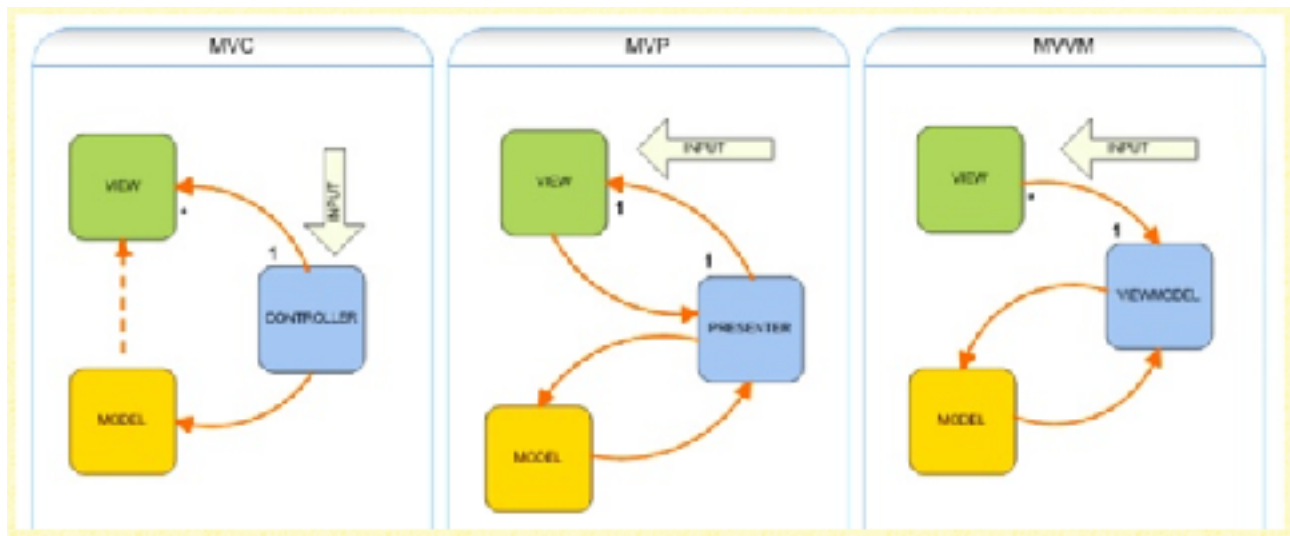 MVC
VIEW
*
INPUT
1
CONTROLLER
MODEL
MVP
INPUT
VIEW
1
1
PRESENTER
MODEL
MVVM
INPUT
VIEW
*
1
VIEWMODEL
MODEL